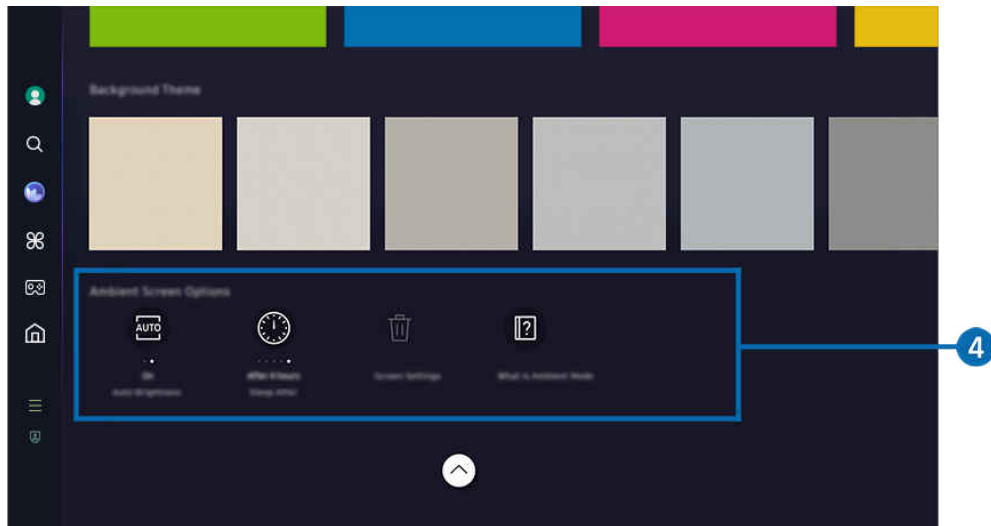 Background Theme
Ambient Screen Options
AUTO
?
On
After 4 hours
Screen Settings
What is Ambient Mode
Auto Brightness
Sleep After
4